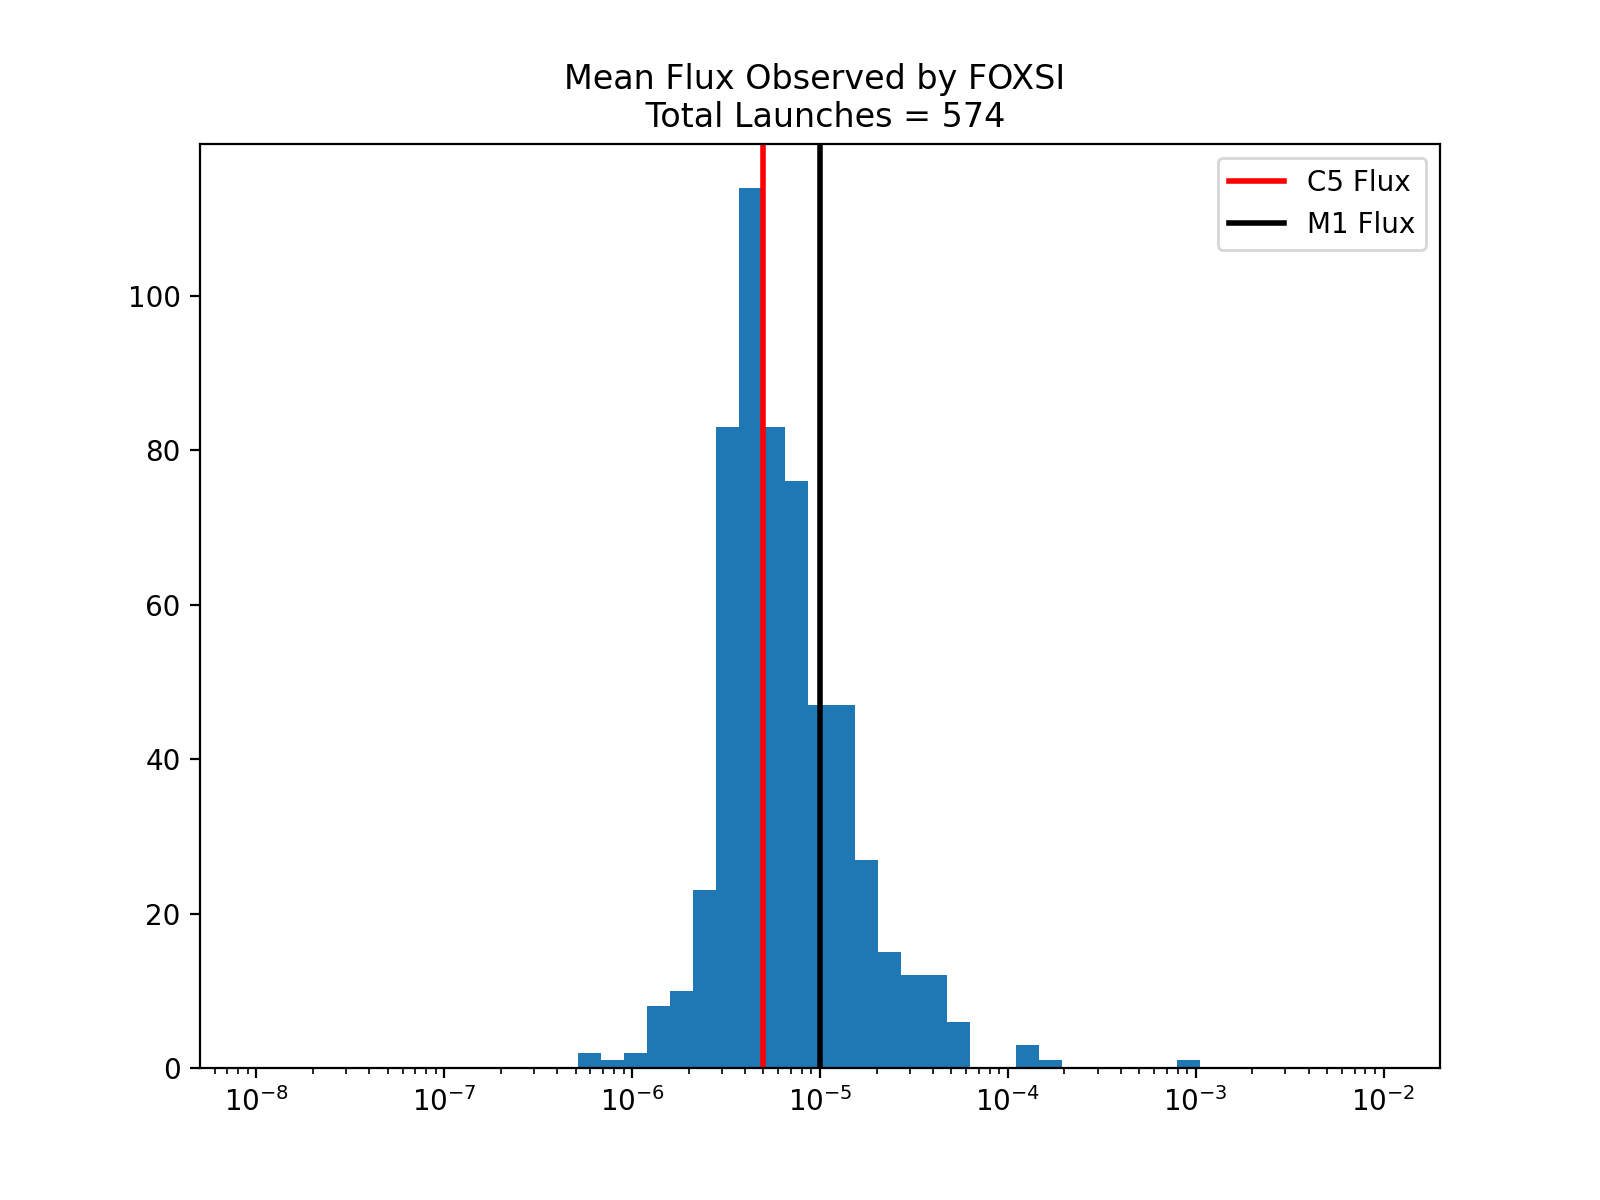 Mean Flux Observed by FOXSI
Total Launches = 574
C5 Flux
M1 Flux
100
80
60
40
20
0
10⁻⁸ 10⁻⁷ 10⁻⁶ 10⁻⁵ 10⁻⁴ 10⁻³ 10⁻²